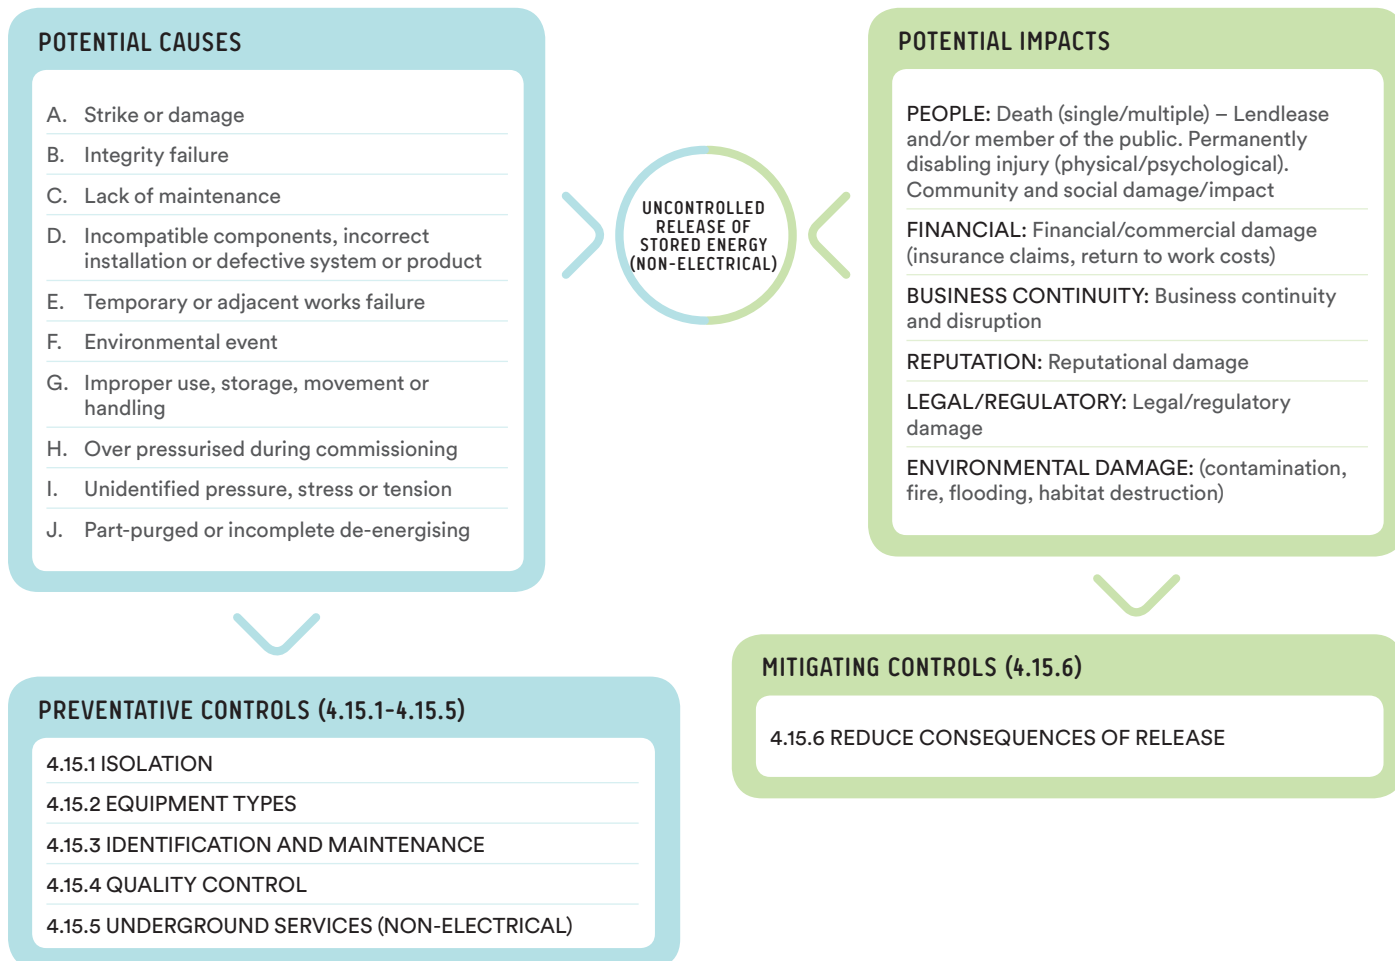 POTENTIAL CAUSES
A. Strike or damage
B. Integrity failure
C. Lack of maintenance
D. Incompatible components, incorrect
installation or defective system or product
E. Temporary or adjacent works failure
F. Environmental event
G. Improper use, storage, movement or
handling
H. Over pressurised during commissioning
I. Unidentified pressure, stress or tension
J. Part-purged or incomplete de-energising
UNCONTROLLED
RELEASE OF
STORED ENERGY
(NON-ELECTRICAL)
POTENTIAL IMPACTS
PEOPLE: Death (single/multiple) – Lendlease
and/or member of the public. Permanently
disabling injury (physical/psychological).
Community and social damage/impact
FINANCIAL: Financial/commercial damage
(insurance claims, return to work costs)
BUSINESS CONTINUITY: Business continuity
and disruption
REPUTATION: Reputational damage
LEGAL/REGULATORY: Legal/regulatory
damage
ENVIRONMENTAL DAMAGE: (contamination,
fire, flooding, habitat destruction)
PREVENTATIVE CONTROLS (4.15.1-4.15.5)
4.15.1 ISOLATION
4.15.2 EQUIPMENT TYPES
4.15.3 IDENTIFICATION AND MAINTENANCE
4.15.4 QUALITY CONTROL
4.15.5 UNDERGROUND SERVICES (NON-ELECTRICAL)
MITIGATING CONTROLS (4.15.6)
4.15.6 REDUCE CONSEQUENCES OF RELEASE